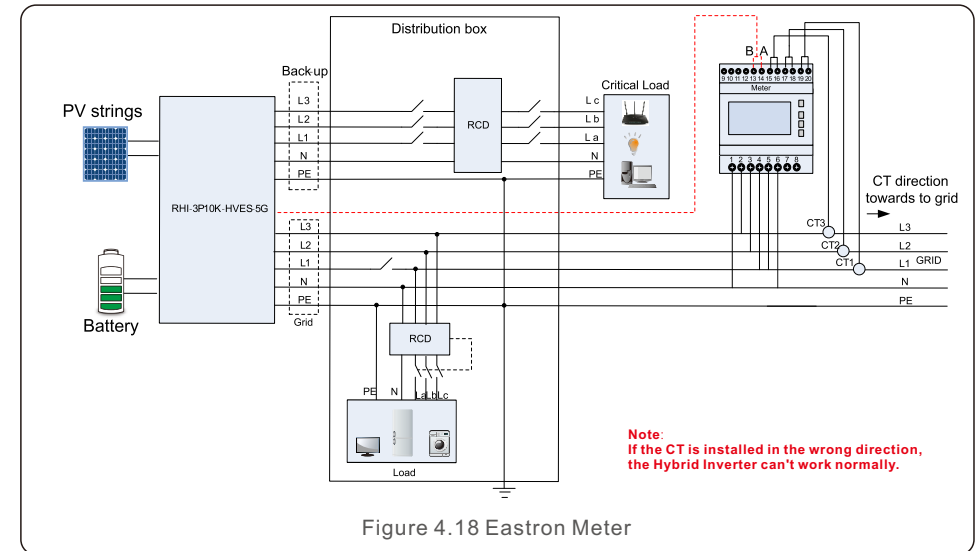 Distribution box
B A
9 10 11 12 13 14 15 16 17 18 19 20
Meter
1 2 3 4 5 6 7 8
Back-up
L3
L2
L1
N
PE
RCD
Critical Load
L c
L b
L a
N
PE
PV strings
RHI-3P10K-HVES-5G
Battery
CT direction
towards to grid
CT3
CT2
CT1
L3
L2
L1 GRID
N
PE
L3
L2
L1
N
PE
Grid
RCD
PE N LaLbLc
Load
Note:
If the CT is installed in the wrong direction,
the Hybrid Inverter can't work normally.
Figure 4.18 Eastron Meter